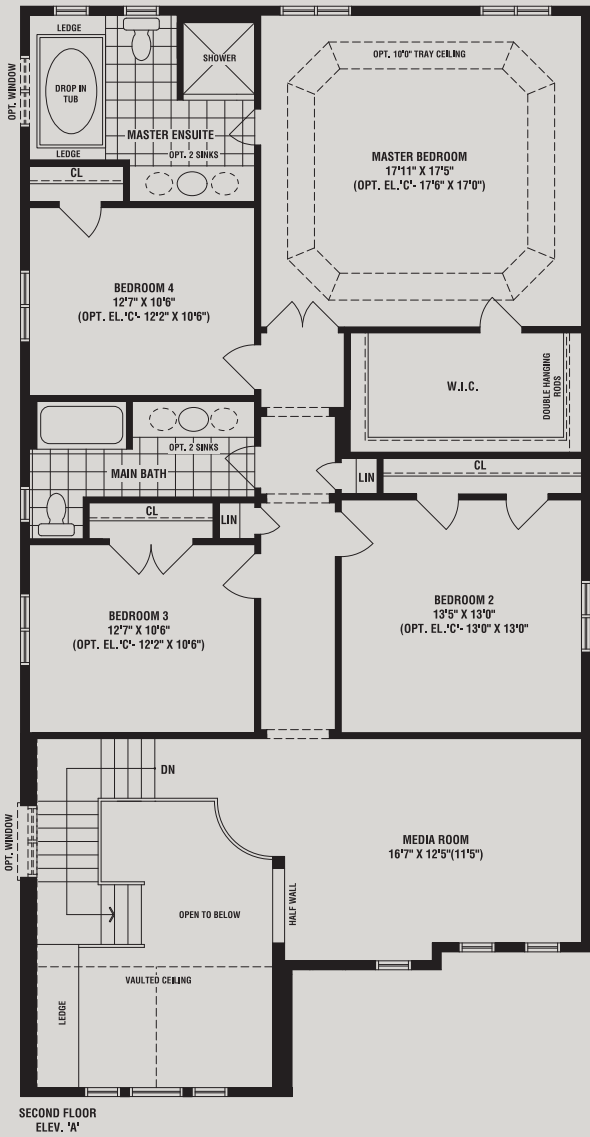 LEDGE
OPT. WINDOW
DROP IN
TUB
LEDGE
SHOWER
MASTER ENSUITE
OPT. 2 SINKS
CL
OPT. 10'0" TRAY CEILING
MASTER BEDROOM
17'11" X 17'5"
(OPT. EL.'C'- 17'6" X 17'0")
BEDROOM 4
12'7" X 10'6"
(OPT. EL.'C'- 12'2" X 10'6")
W.I.C.
DOUBLE HANGING
RODS
OPT. 2 SINKS
MAIN BATH
LIN
CL
CL
LIN
BEDROOM 3
12'7" X 10'6"
(OPT. EL.'C'- 12'2" X 10'6")
BEDROOM 2
13'5" X 13'0"
(OPT. EL.'C'- 13'0" X 13'0"
DN
OPT. WINDOW
MEDIA ROOM
16'7" X 12'5"(11'5")
HALF WALL
OPEN TO BELOW
VAULTED CEILING
LEDGE
SECOND FLOOR
ELEV. 'A'